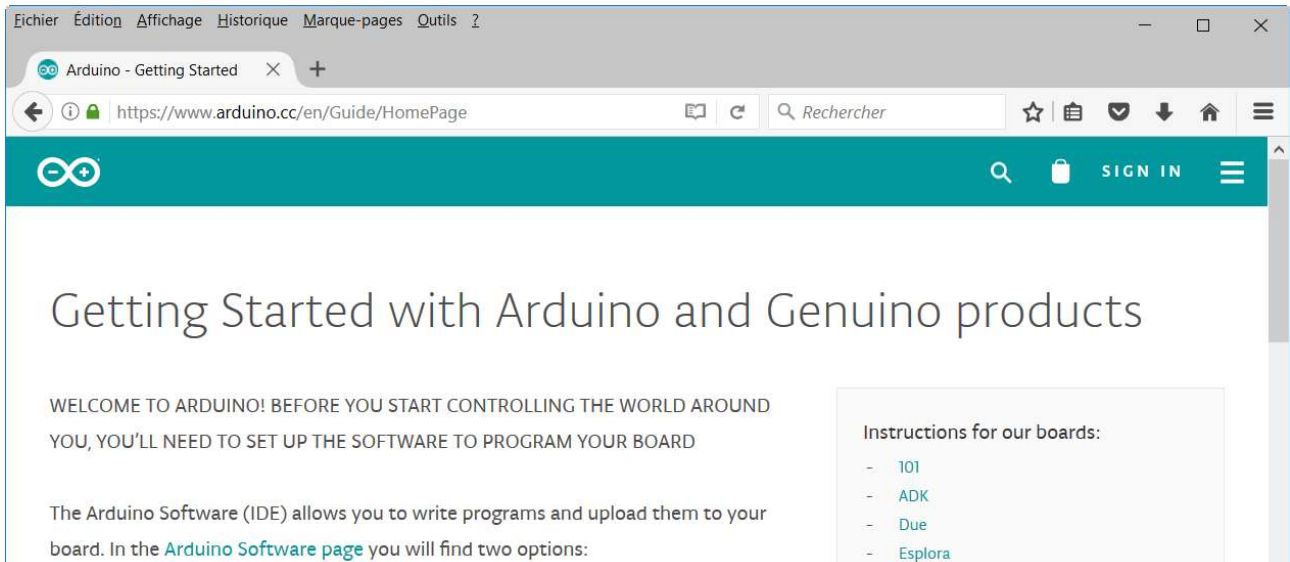 Fichier Édition Affichage Historique Marque-pages Outils ?
Arduino - Getting Started
https://www.arduino.cc/en/Guide/HomePage
Rechercher
SIGN IN
Getting Started with Arduino and Genuino products
WELCOME TO ARDUINO! BEFORE YOU START CONTROLLING THE WORLD AROUND
YOU, YOU'LL NEED TO SET UP THE SOFTWARE TO PROGRAM YOUR BOARD
The Arduino Software (IDE) allows you to write programs and upload them to your
board. In the Arduino Software page you will find two options:
Instructions for our boards:
- 101
- ADK
- Due
- Esplora